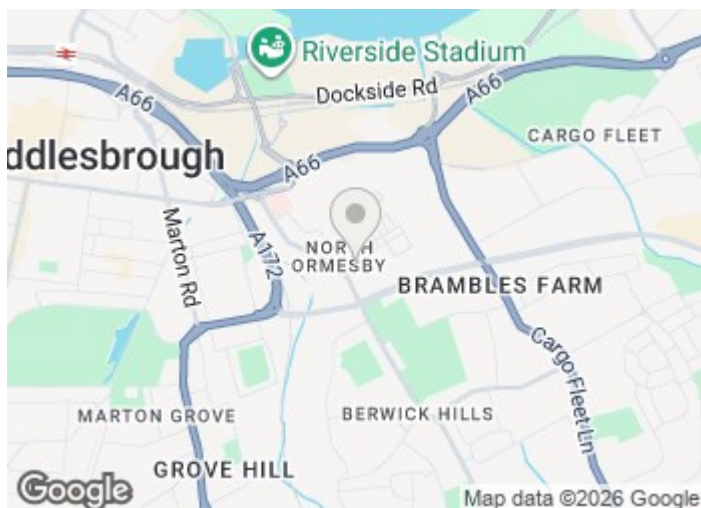 Riverside Stadium
A66
Dockside Rd
A66
CARGO FLEET
ddlesbrough
A66
Marton Rd
A172
NORTH
ORMESBY
BRAMBLES FARM
Cargo Fleet Ln
MARTON GROVE
BERWICK HILLS
GROVE HILL
Google
Map data ©2026 Google